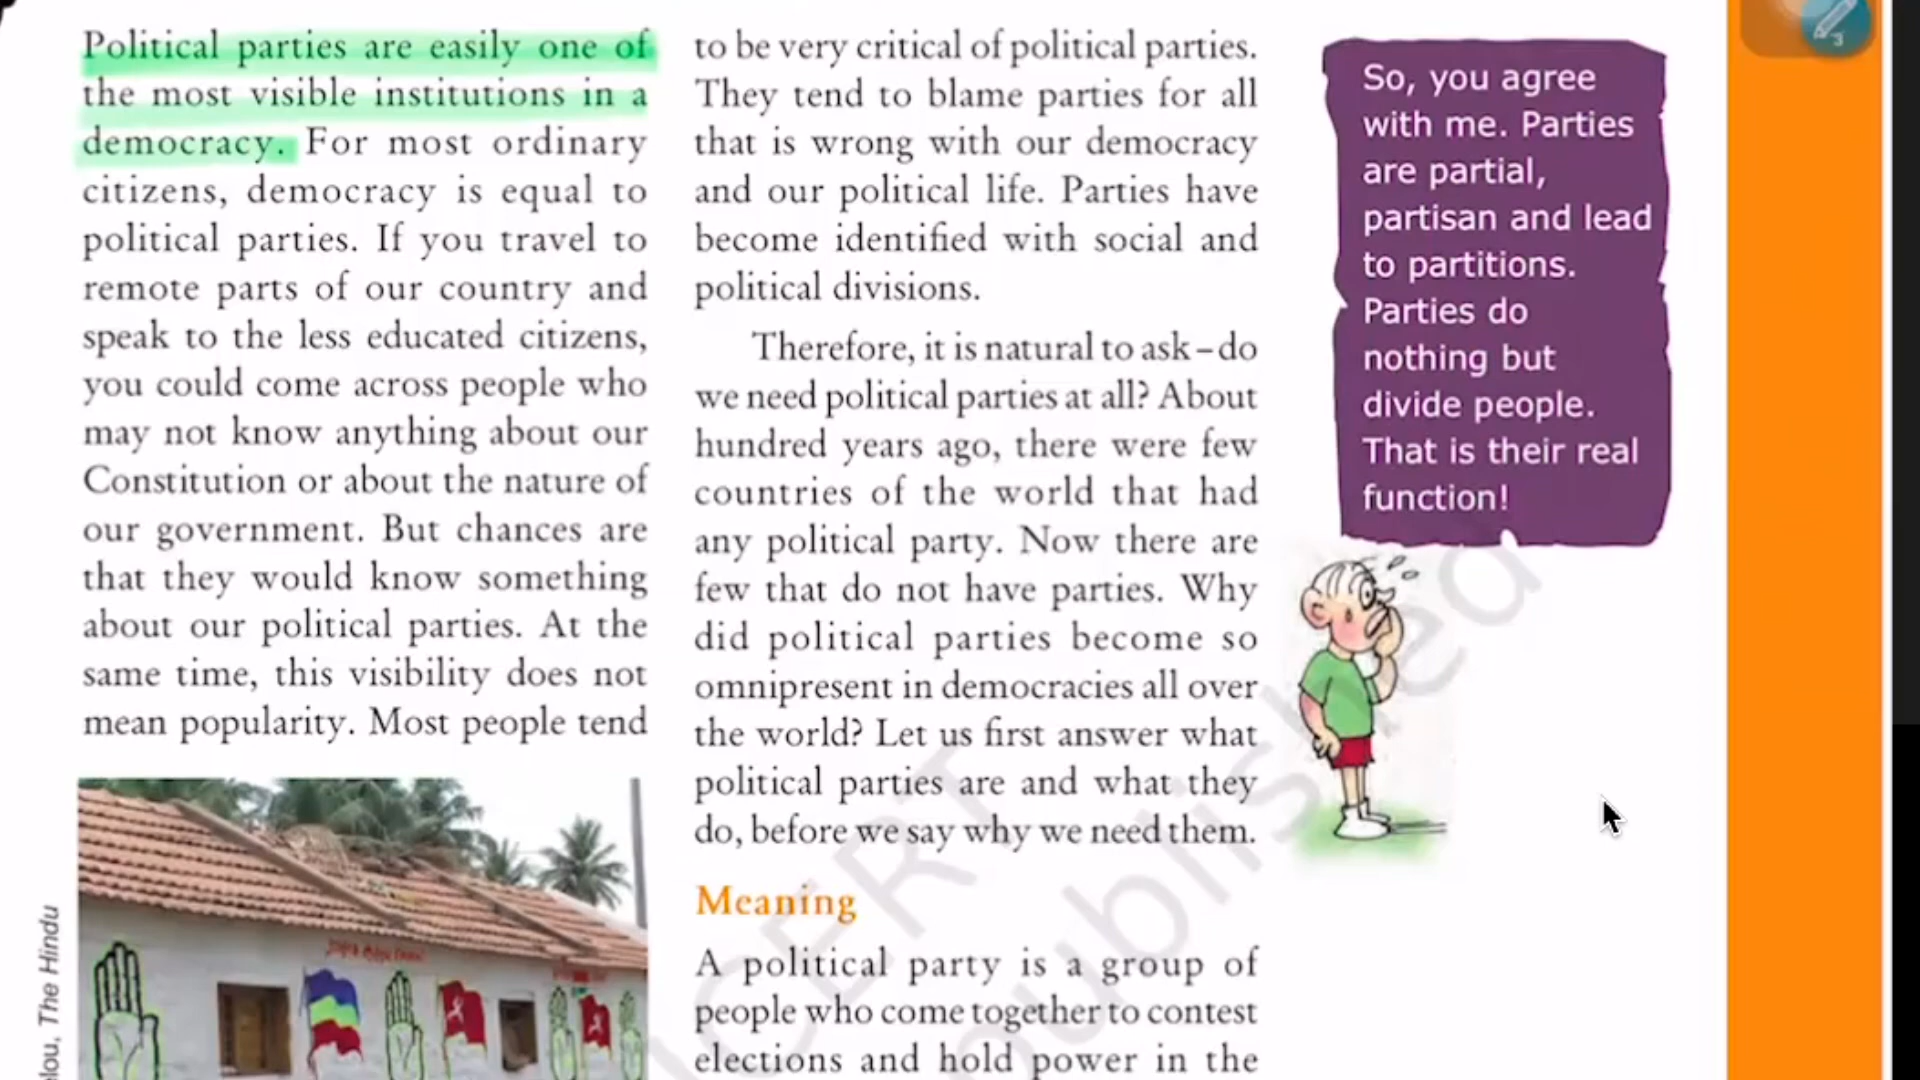 Political parties are easily one of
the most visible institutions in a
democracy. For most ordinary
citizens, democracy is equal to
political parties. If you travel to
remote parts of our country and
speak to the less educated citizens,
you could come across people who
may not know anything about our
Constitution or about the nature of
our government. But chances are
that they would know something
about our political parties. At the
same time, this visibility does not
mean popularity. Most people tend
to be very critical of political parties.
They tend to blame parties for all
that is wrong with our democracy
and our political life. Parties have
become identified with social and
political divisions.
Therefore, it is natural to ask – do
we need political parties at all? About
hundred years ago, there were few
countries of the world that had
any political party. Now there are
few that do not have parties. Why
did political parties become so
omnipresent in democracies all over
the world? Let us first answer what
political parties are and what they
do, before we say why we need them.
Meaning
A political party is a group of
people who come together to contest
elections and hold power in the
So, you agree
with me. Parties
are partial,
partisan and lead
to partitions.
Parties do
nothing but
divide people.
That is their real
function!
The Hindu
3